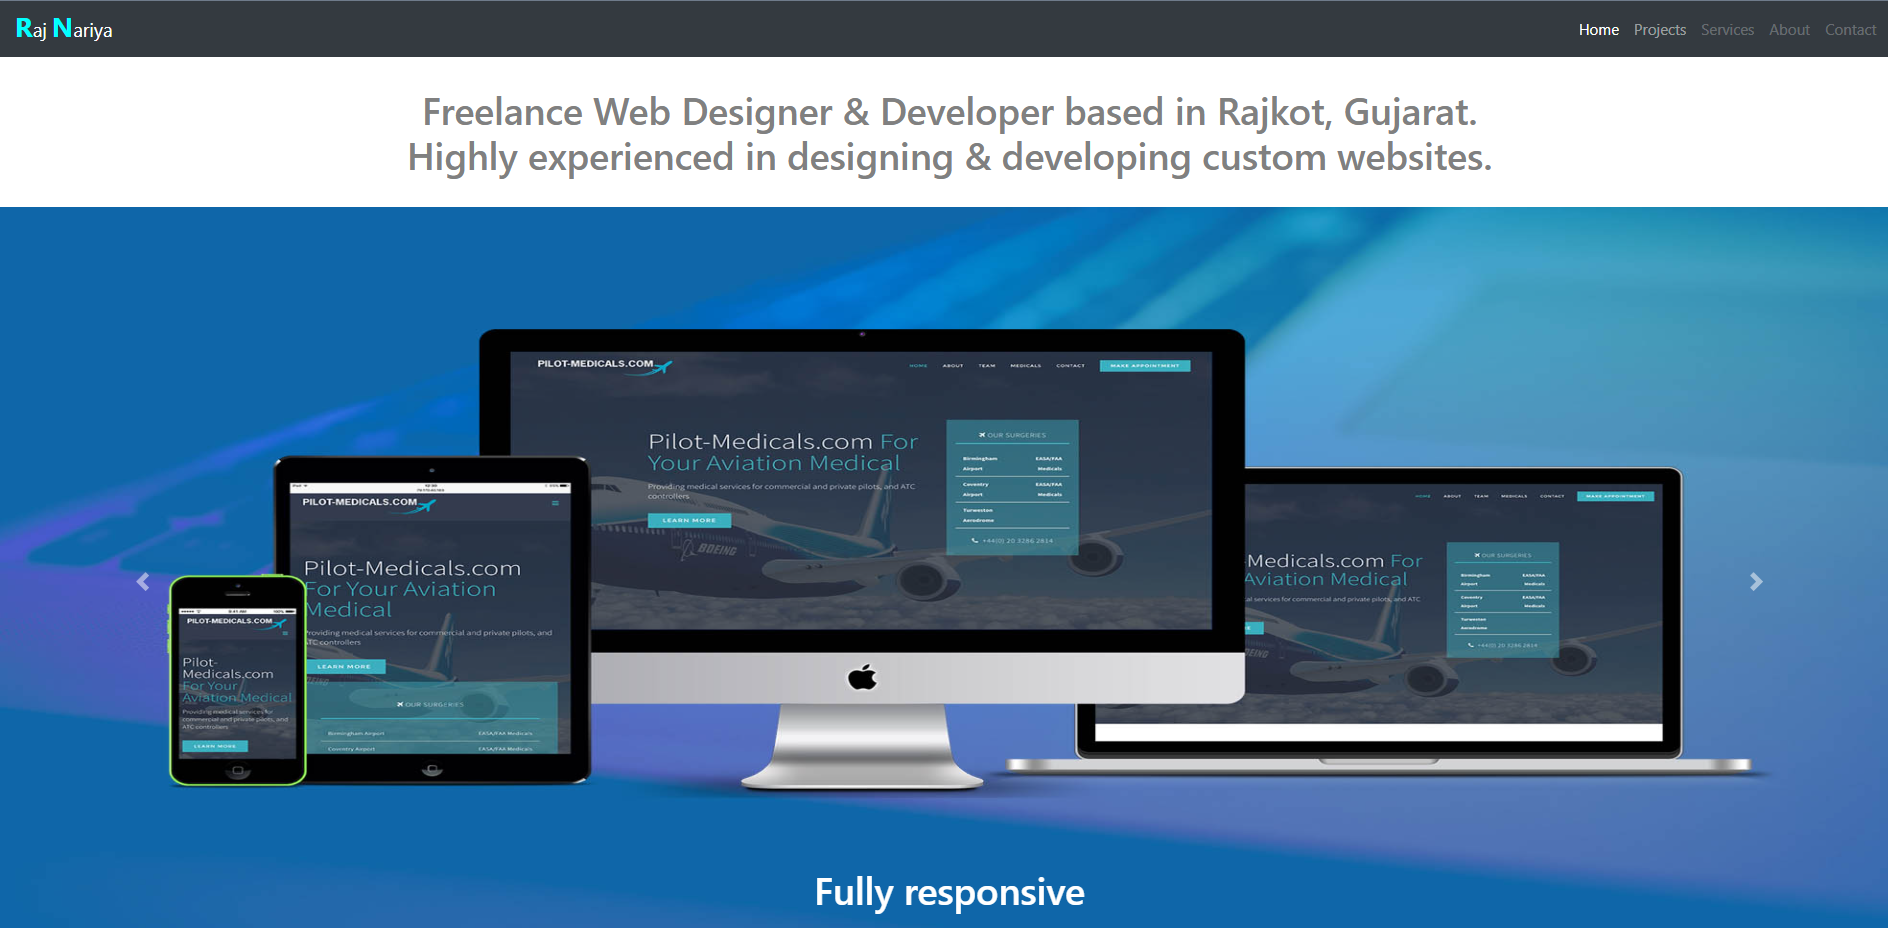 Raj Nariya
Home Projects Services About Contact
Freelance Web Designer & Developer based in Rajkot, Gujarat.
Highly experienced in designing & developing custom websites.
PILOT-MEDICALS.COM
HOME ABOUT TEAM MEDICALS CONTACT MAKE APPOINTMENT
Pilot-Medicals.com For
Your Aviation Medical
Providing medical services for commercial and private pilots, and ATC
controllers
LEARN MORE
OUR SURGERIES
Birmingham EASA/FAA
Airport Medicals
Coventry EASA/FAA
Airport Medicals
Turweston
Aerodrome
+44(0) 20 3286 2814
BOEING
PILOT-MEDICALS.COM
Pilot-Medicals.com
For Your Aviation
Medical
Providing medical services for commercial and private pilots, and
ATC controllers
LEARN MORE
OUR SURGERIES
Birmingham Airport EASA/FAA Medicals
Coventry Airport EASA/FAA Medicals
PILOT-MEDICALS.COM
Pilot-
Medicals.com
For Your
Aviation Medical
Providing medical services for
commercial and private pilots, and
ATC controllers
LEARN MORE
HOME ABOUT TEAM MEDICALS CONTACT MAKE APPOINTMENT
-Medicals.com For
Aviation Medical
cal services for commercial and private pilots, and ATC
OUR SURGERIES
Birmingham EASA/FAA
Airport Medicals
Coventry EASA/FAA
Airport Medicals
Turweston
Aerodrome
+44(0) 20 3286 2814
BOEING
Fully responsive